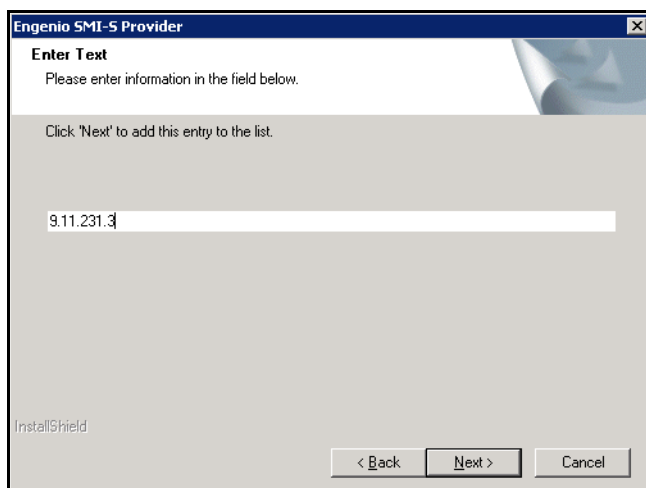 Engenio SMI-S Provider
Enter Text
Please enter information in the field below.
Click 'Next' to add this entry to the list.
9.11.231.3
InstallShield
< Back Next > Cancel